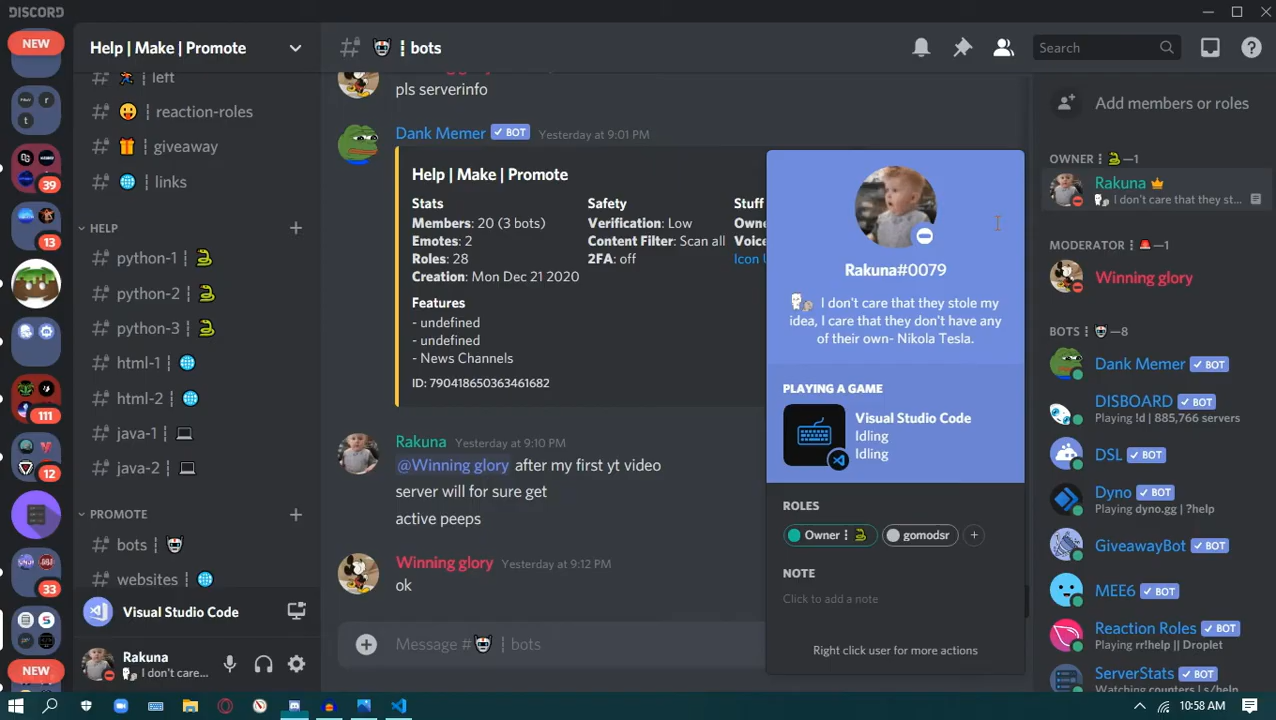 DISCORD
NEW
39
13
111
12
33
NEW
Help | Make | Promote
left
reaction-roles
giveaway
links
HELP
python-1
python-2
python-3
html-1
html-2
java-1
java-2
PROMOTE
bots
websites
Visual Studio Code
Rakuna
I don't care...
bots
Search
pls serverinfo
Dank Memer BOT Yesterday at 9:01 PM
Help | Make | Promote
Stats
Members: 20 (3 bots)
Emotes: 2
Roles: 28
Creation: Mon Dec 21 2020
Safety
Verification: Low
Content Filter: Scan all
2FA: off
Stuff
Owne
Voice
Icon U
Features
- undefined
- undefined
- News Channels
ID: 790418650363461682
Rakuna Yesterday at 9:10 PM
@Winning glory after my first yt video
server will for sure get
active peeps
Winning glory Yesterday at 9:12 PM
ok
Message # bots
Rakuna#0079
I don't care that they stole my
idea, I care that they don't have any
of their own- Nikola Tesla.
PLAYING A GAME
Visual Studio Code
Idling
Idling
ROLES
Owner
gomodsr
NOTE
Click to add a note
Right click user for more actions
Add members or roles
OWNER —1
Rakuna
I don't care that they st...
MODERATOR —1
Winning glory
BOTS —8
Dank Memer BOT
DISBOARD BOT
Playing !d | 885,766 servers
DSL BOT
Dyno BOT
Playing dyno.gg | ?help
GiveawayBot BOT
MEE6 BOT
Reaction Roles BOT
Playing rr!help || Droplet
ServerStats BOT
Watching counters | s/help
10:58 AM